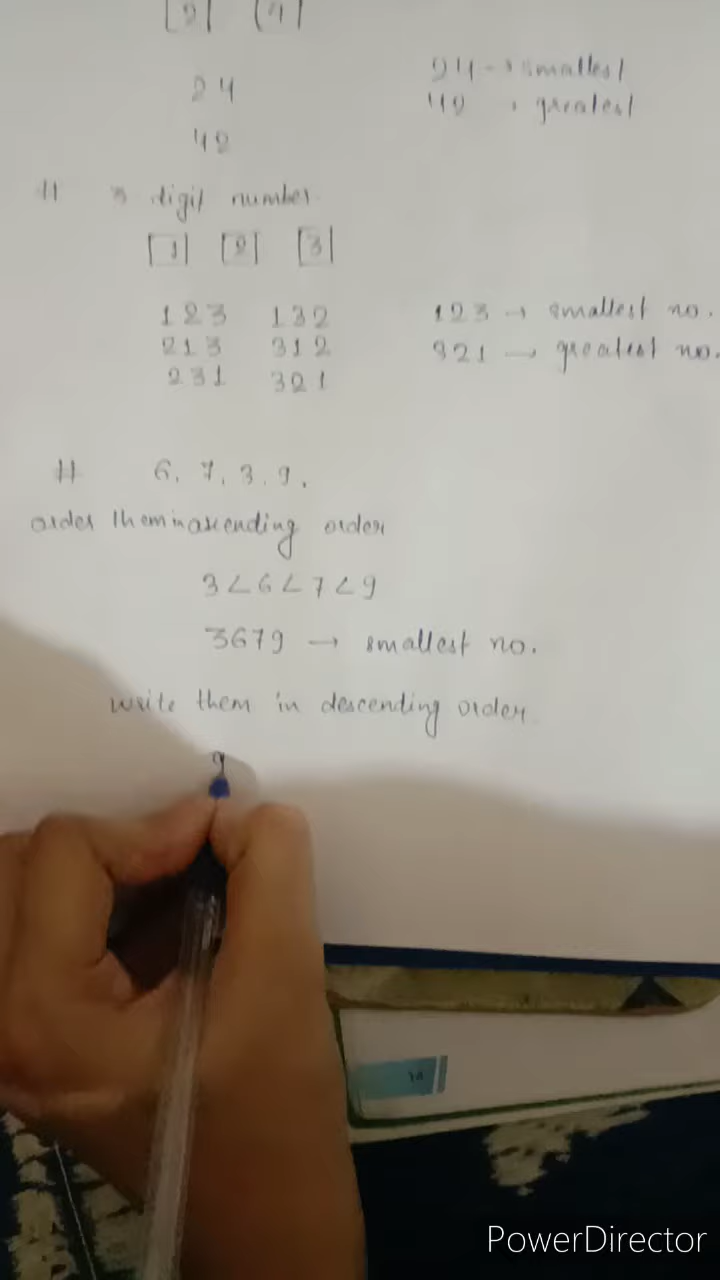 [2] [4]
24
42
24 → smallest
42 → greatest
# 3 digit number
[1] [2] [3]
123 132
213 312
231 321
123 → smallest no.
321 → greatest no.
# 6, 7, 3, 9.
order them in ascending order
3 < 6 < 7 < 9
3679 → smallest no.
write them in descending order
9
PowerDirector